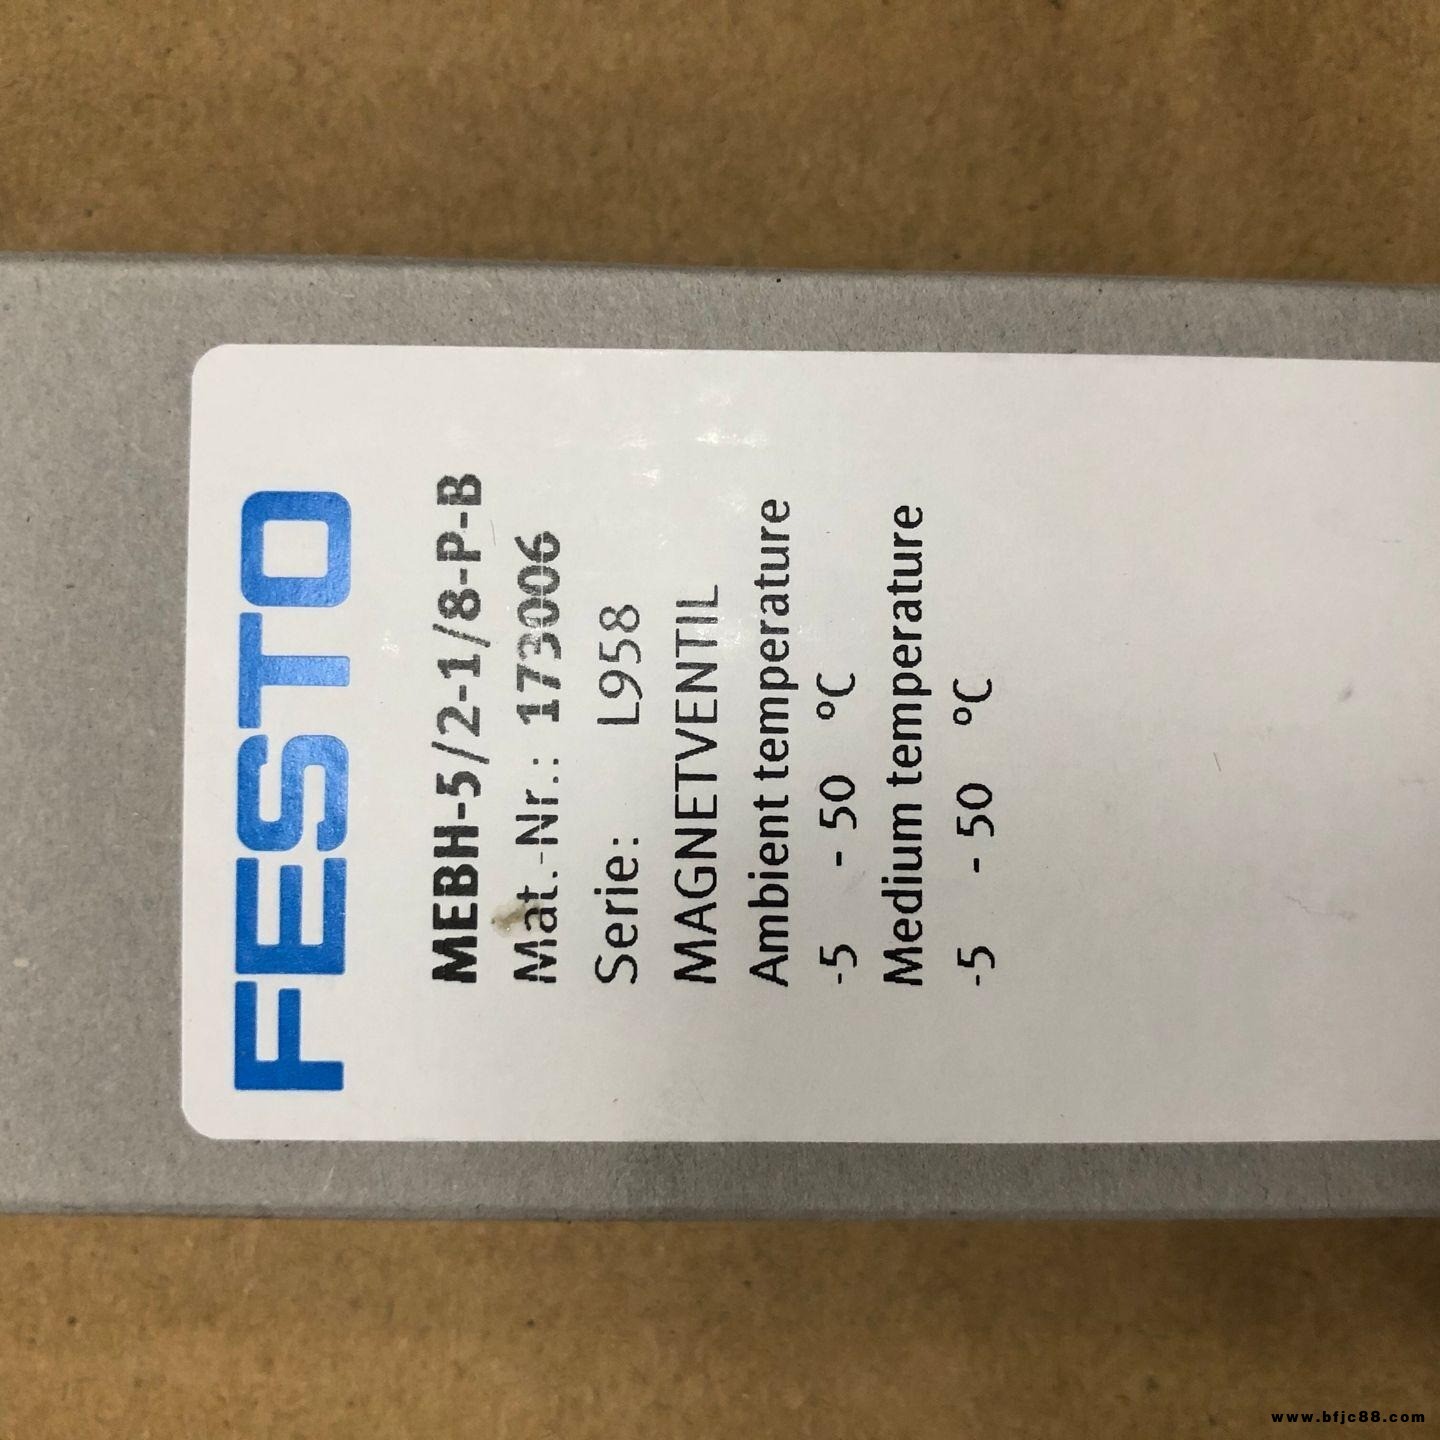 FESTO
MEBH-5/2-1/8-P-B
Mat.-Nr.: 173006
Serie: L958
MAGNETVENTIL
Ambient temperature
-5 - 50 °C
Medium temperature
-5 - 50 °C
www.bfjc88.com